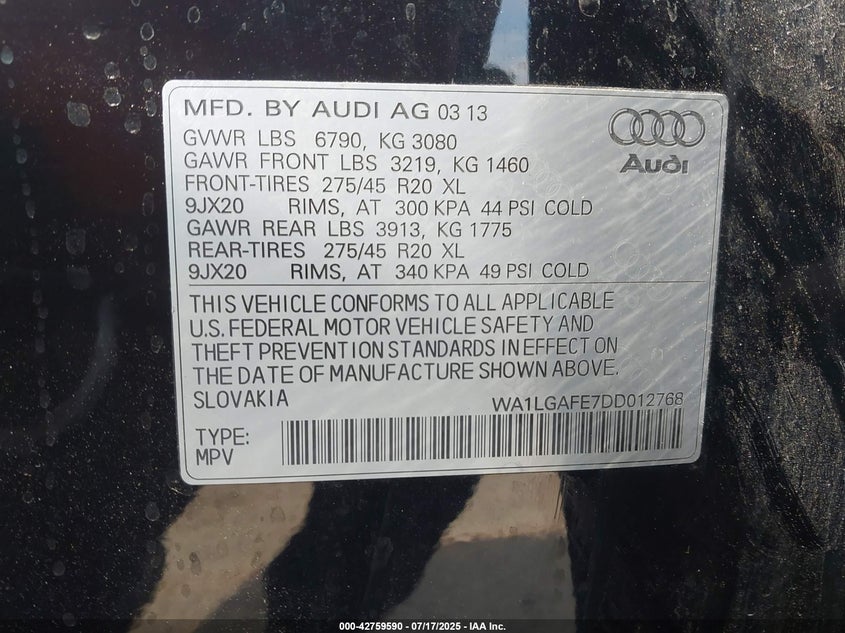 MFD. BY AUDI AG 03 13
GVWR LBS 6790, KG 3080
GAWR FRONT LBS 3219, KG 1460
FRONT-TIRES 275/45 R20 XL
9JX20 RIMS, AT 300 KPA 44 PSI COLD
GAWR REAR LBS 3913, KG 1775
REAR-TIRES 275/45 R20 XL
9JX20 RIMS, AT 340 KPA 49 PSI COLD
Audi
THIS VEHICLE CONFORMS TO ALL APPLICABLE
U.S. FEDERAL MOTOR VEHICLE SAFETY AND
THEFT PREVENTION STANDARDS IN EFFECT ON
THE DATE OF MANUFACTURE SHOWN ABOVE.
SLOVAKIA WA1LGAFE7DD012768
TYPE:
MPV
000-42759590 - 07/17/2025 - IAA Inc.